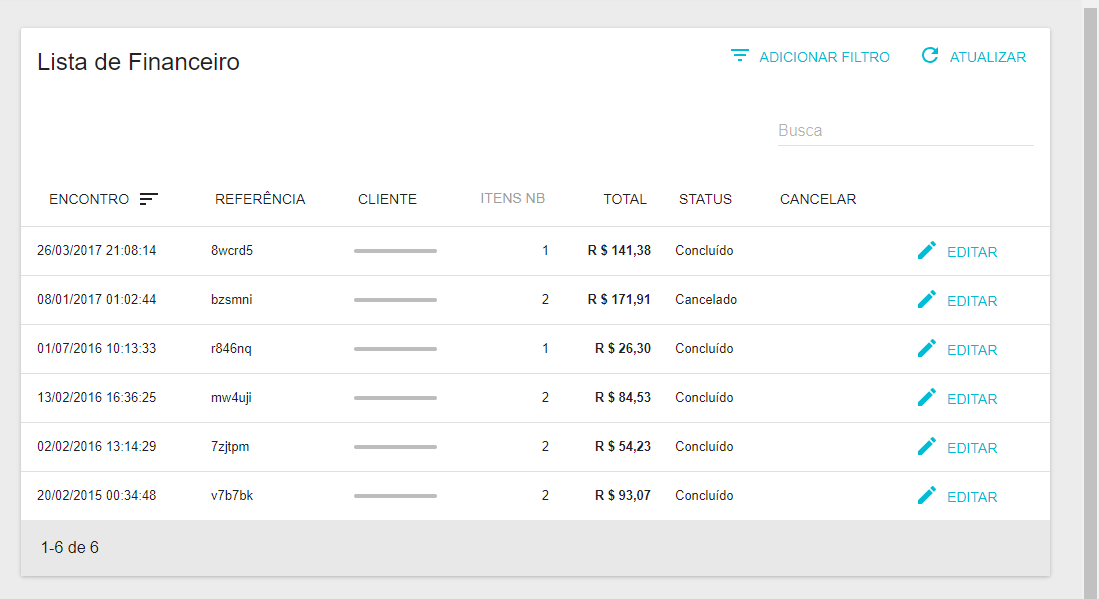 Lista de Financeiro ADICIONAR FILTRO ATUALIZAR
Busca
ENCONTRO REFERÊNCIA CLIENTE ITENS NB TOTAL STATUS CANCELAR
26/03/2017 21:08:14 8wcrd5 1 R $ 141,38 Concluído EDITAR
08/01/2017 01:02:44 bzsmni 2 R $ 171,91 Cancelado EDITAR
01/07/2016 10:13:33 r846nq 1 R $ 26,30 Concluído EDITAR
13/02/2016 16:36:25 mw4uji 2 R $ 84,53 Concluído EDITAR
02/02/2016 13:14:29 7zjtpm 2 R $ 54,23 Concluído EDITAR
20/02/2015 00:34:48 v7b7bk 2 R $ 93,07 Concluído EDITAR
1-6 de 6